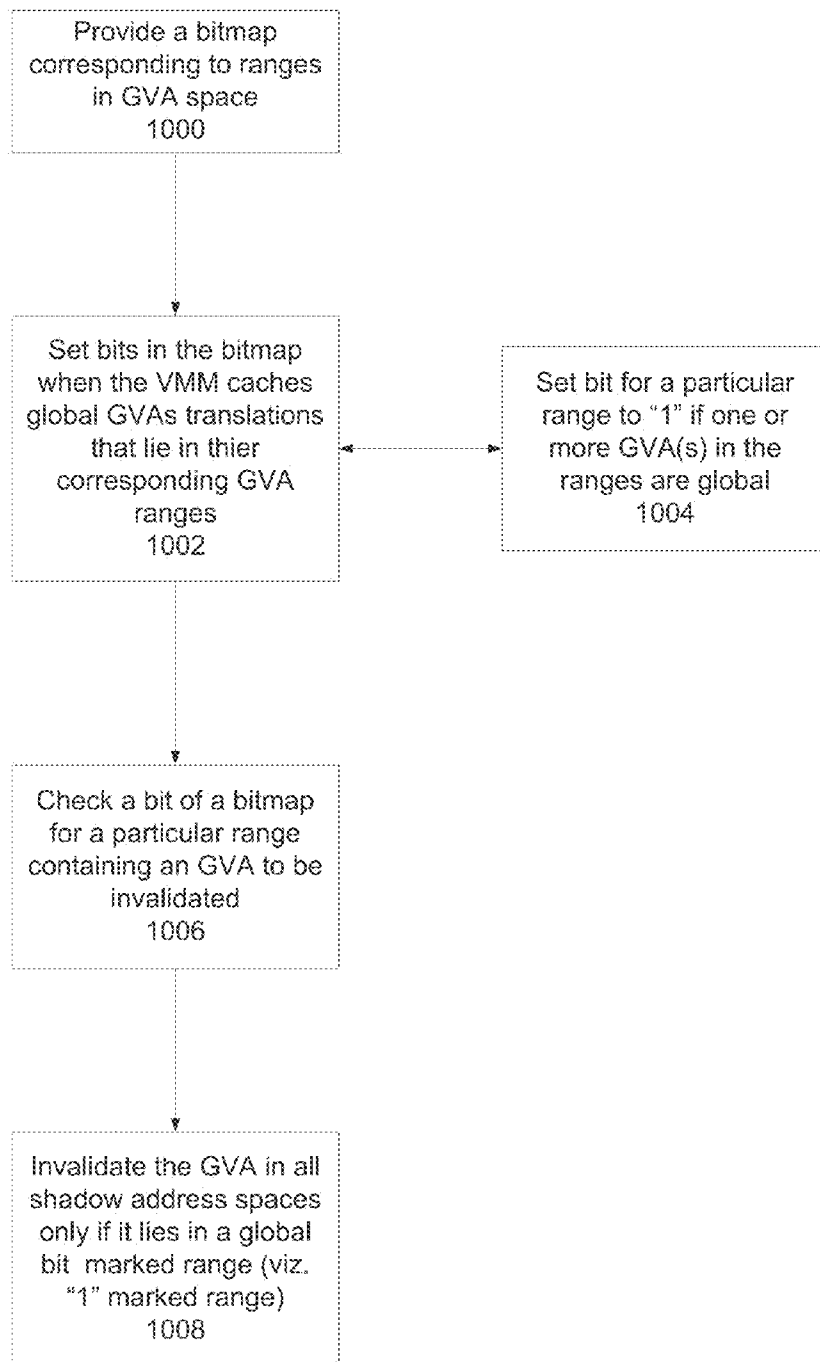 Provide a bitmap
corresponding to ranges
in GVA space
1000
Set bits in the bitmap
when the VMM caches
global GVAs translations
that lie in thier
corresponding GVA
ranges
1002
Set bit for a particular
range to “1” if one or
more GVA(s) in the
ranges are global
1004
Check a bit of a bitmap
for a particular range
containing an GVA to be
invalidated
1006
Invalidate the GVA in all
shadow address spaces
only if it lies in a global
bit marked range (viz.
“1” marked range)
1008